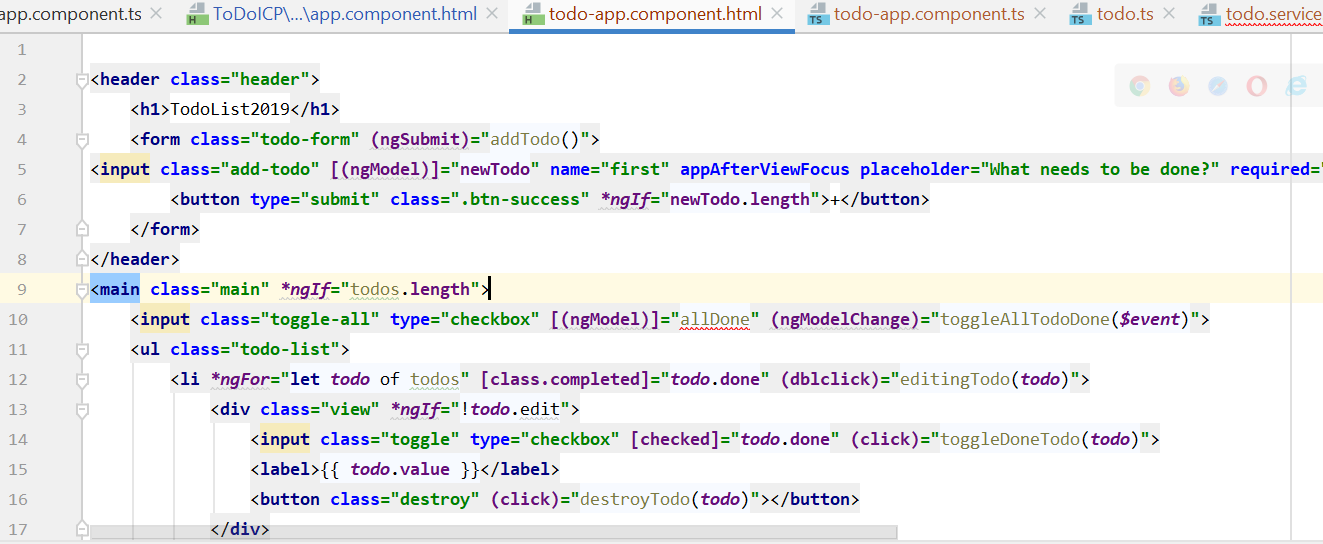 app.component.ts ToDoICP\...\app.component.html todo-app.component.html todo-app.component.ts todo.ts todo.service
1
2 <header class="header">
3 <h1>TodoList2019</h1>
4 <form class="todo-form" (ngSubmit)="addTodo()">
5 <input class="add-todo" [(ngModel)]="newTodo" name="first" appAfterViewFocus placeholder="What needs to be done?" required="
6 <button type="submit" class=".btn-success" *ngIf="newTodo.length">+</button>
7 </form>
8 </header>
9 <main class="main" *ngIf="todos.length">
10 <input class="toggle-all" type="checkbox" [(ngModel)]="allDone" (ngModelChange)="toggleAllTodoDone($event)">
11 <ul class="todo-list">
12 <li *ngFor="let todo of todos" [class.completed]="todo.done" (dblclick)="editingTodo(todo)">
13 <div class="view" *ngIf="!todo.edit">
14 <input class="toggle" type="checkbox" [checked]="todo.done" (click)="toggleDoneTodo(todo)">
15 <label>{{ todo.value }}</label>
16 <button class="destroy" (click)="destroyTodo(todo)"></button>
17 </div>